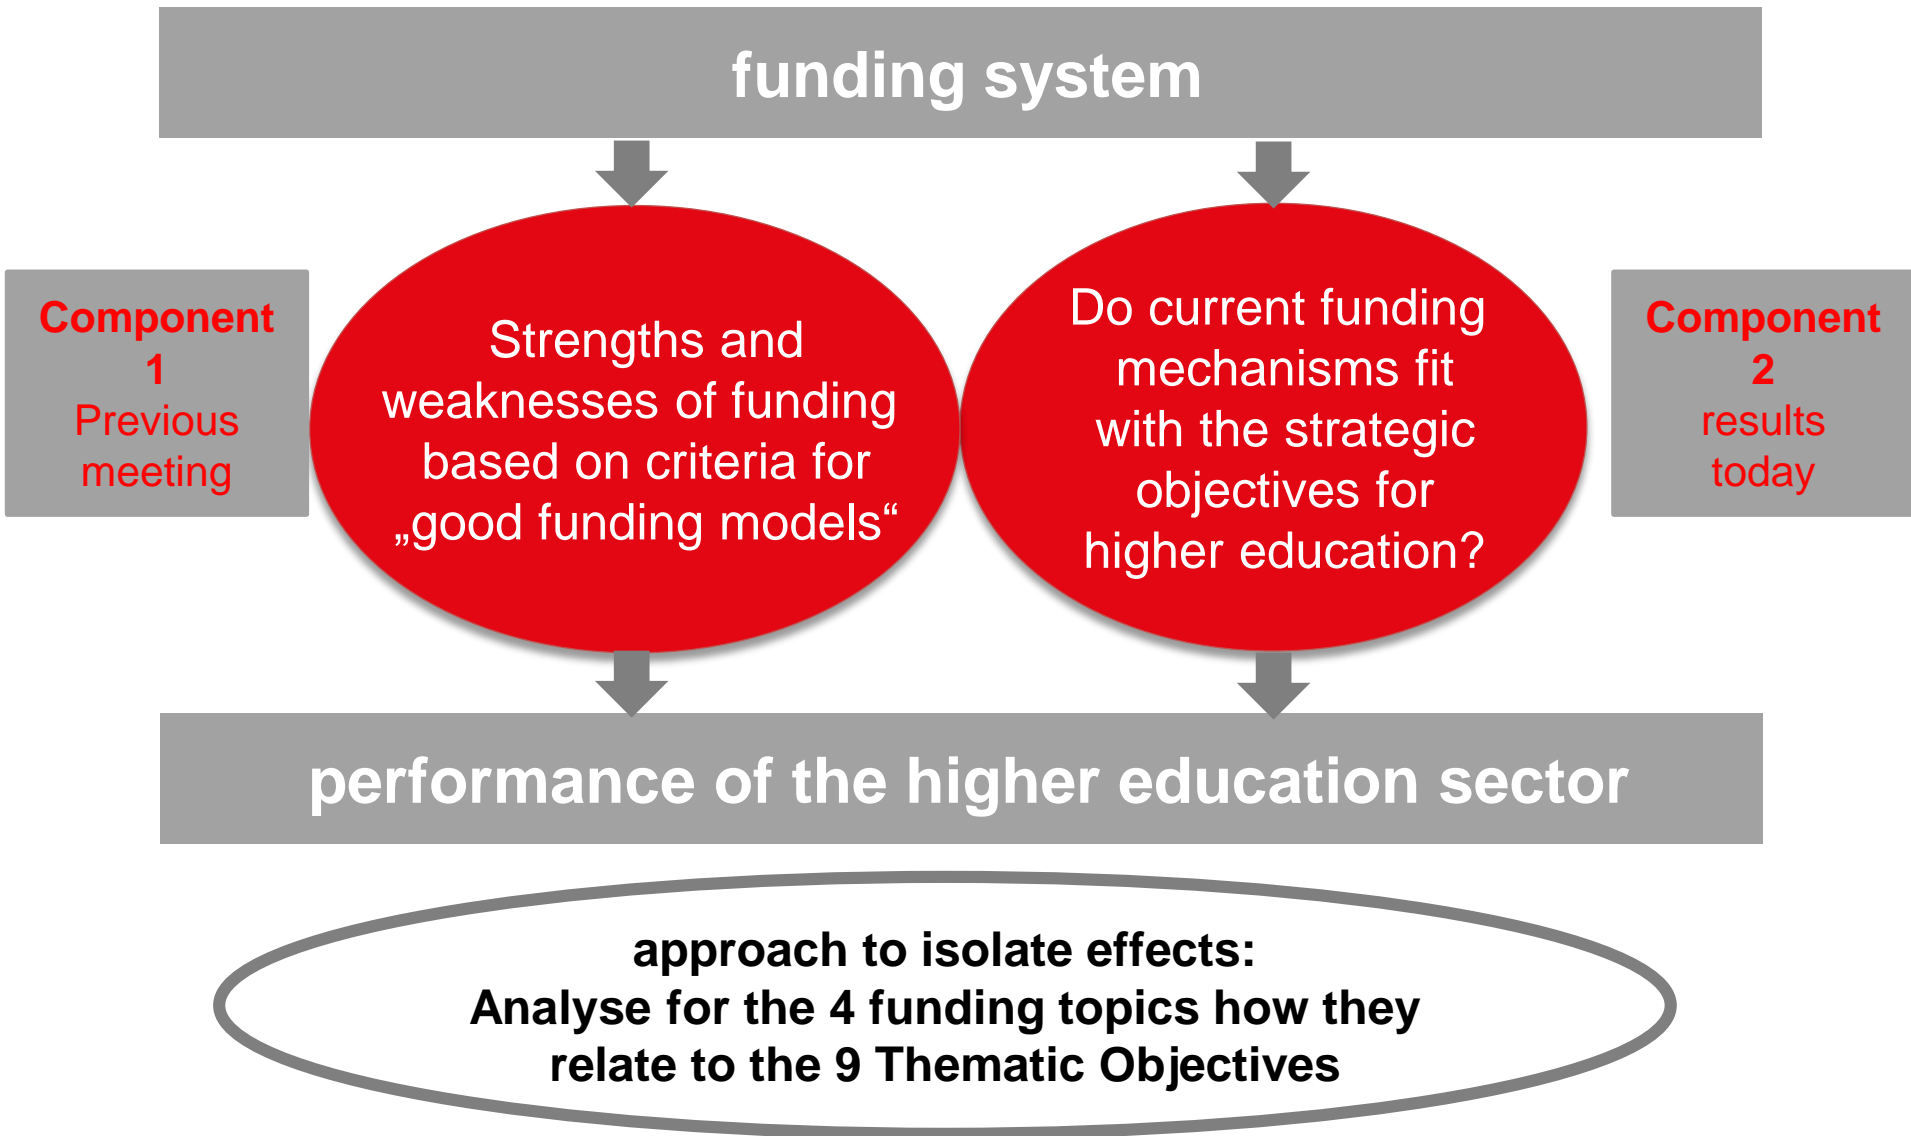 funding system
Component
1
Previous
meeting
Strengths and
weaknesses of funding
based on criteria for
„good funding models“
Do current funding
mechanisms fit
with the strategic
objectives for
higher education?
Component
2
results
today
performance of the higher education sector
approach to isolate effects:
Analyse for the 4 funding topics how they
relate to the 9 Thematic Objectives